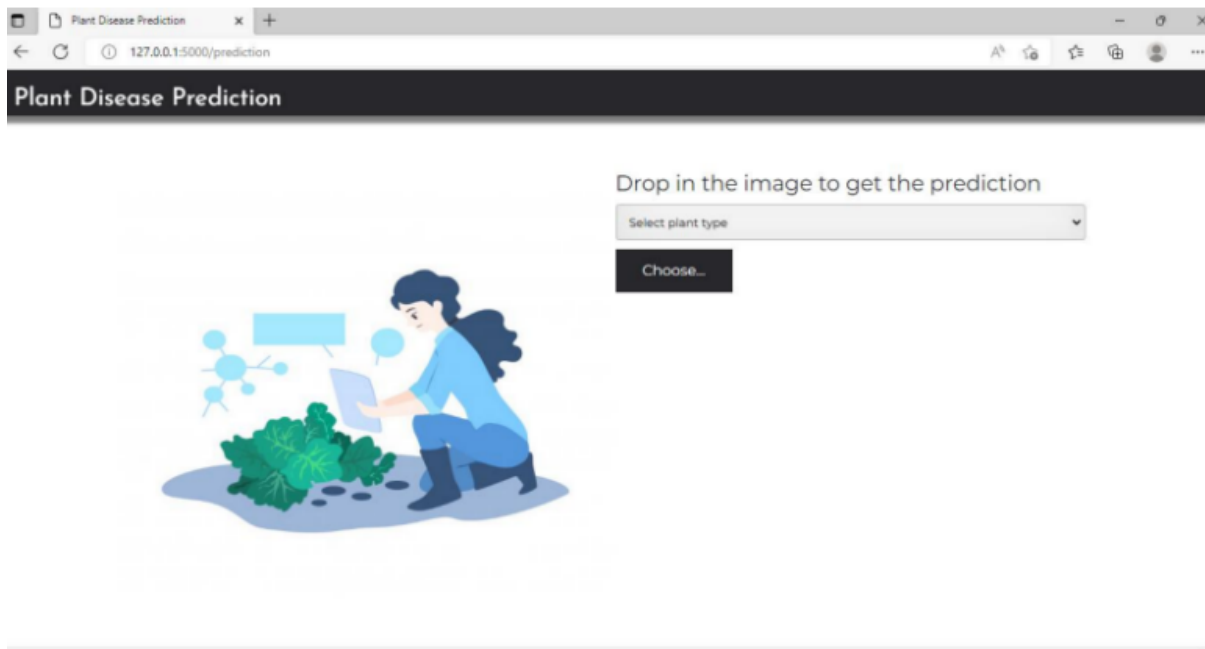 Plant Disease Prediction
127.0.0.1:5000/prediction
Plant Disease Prediction
Drop in the image to get the prediction
Select plant type
Choose...